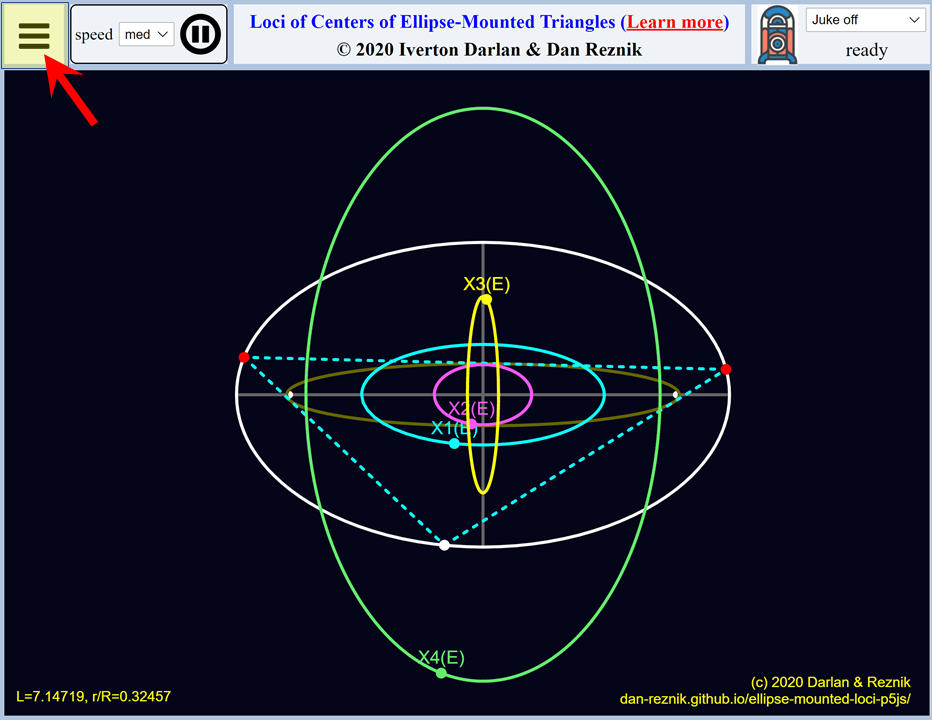 speed
med
Loci of Centers of Ellipse-Mounted Triangles (Learn more)
© 2020 Iverton Darlan & Dan Reznik
Juke off
ready
X3(E)
X2(E)
X1(E)
X4(E)
L=7.14719, r/R=0.32457
(c) 2020 Darlan & Reznik
dan-reznik.github.io/ellipse-mounted-loci-p5js/